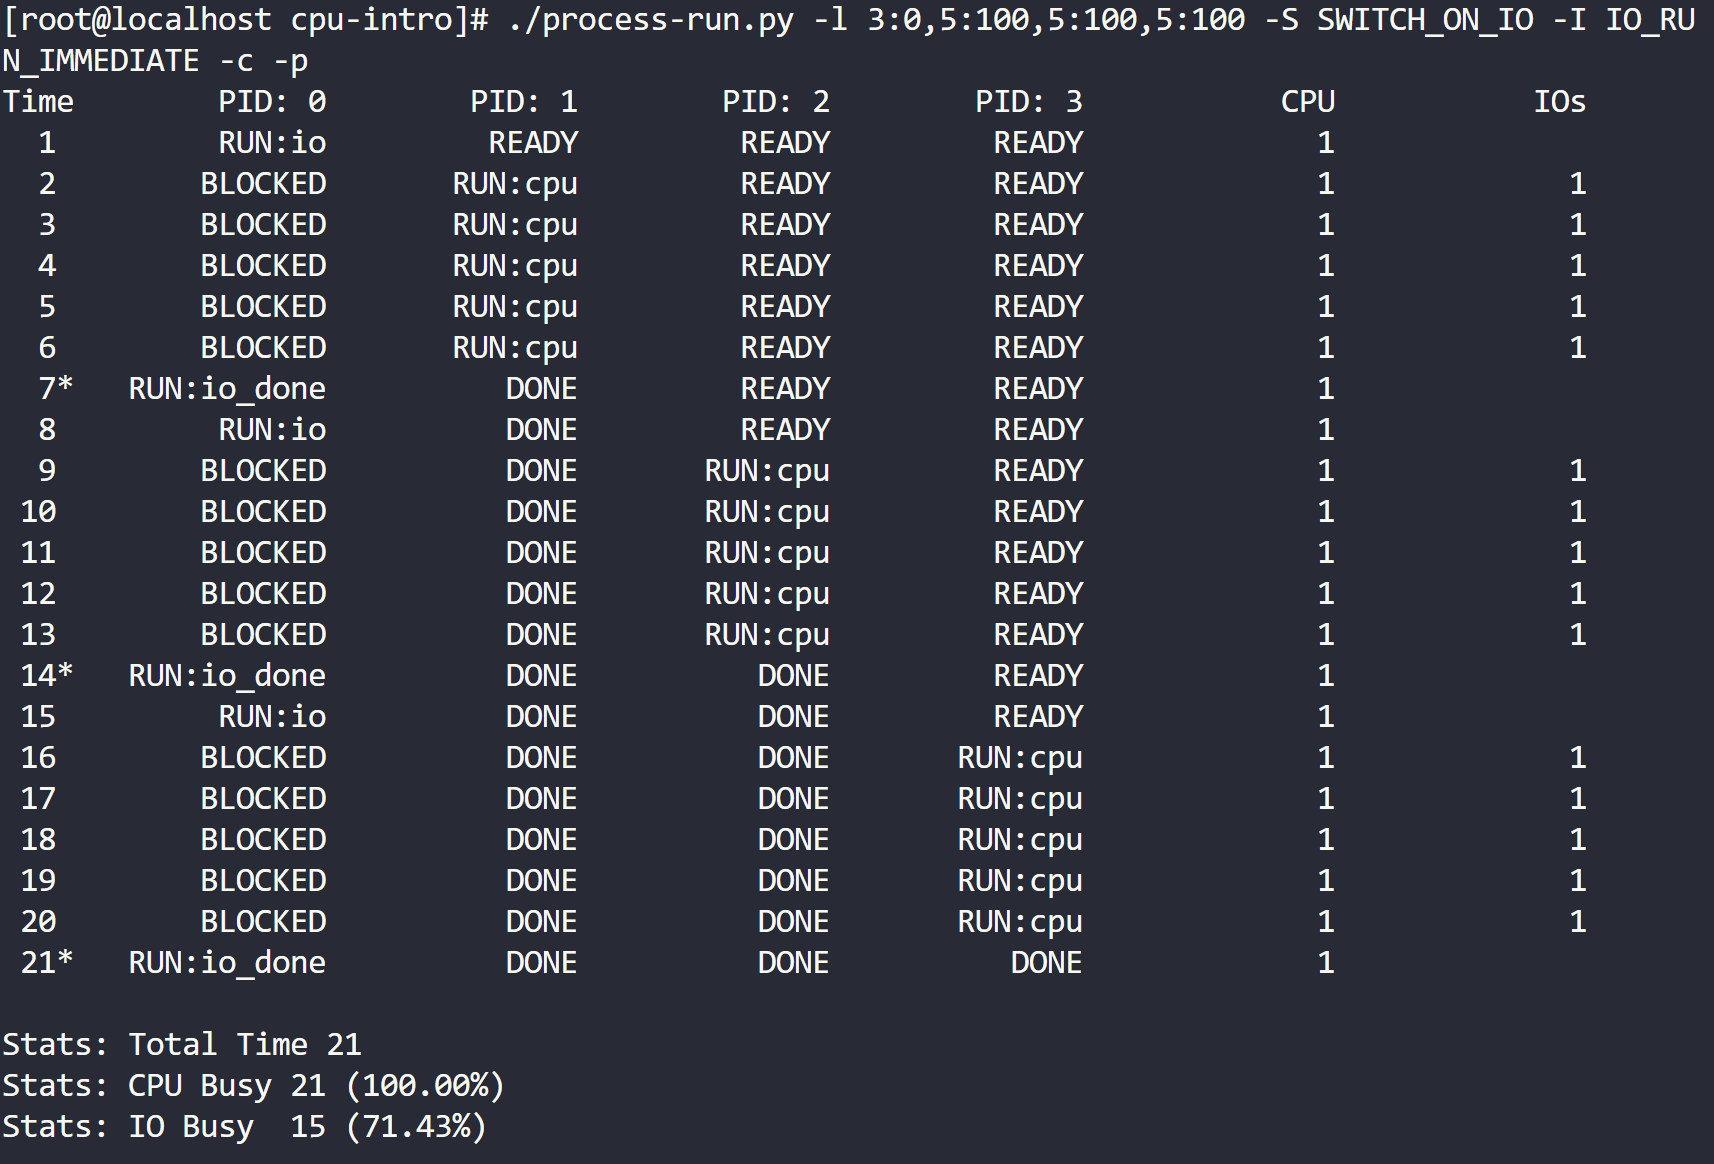 [root@localhost cpu-intro]# ./process-run.py -l 3:0,5:100,5:100,5:100 -S SWITCH_ON_IO -I IO_RU
N_IMMEDIATE -c -p
Time        PID: 0        PID: 1        PID: 2        PID: 3           CPU           IOs
  1         RUN:io         READY         READY         READY             1
  2        BLOCKED       RUN:cpu         READY         READY             1             1
  3        BLOCKED       RUN:cpu         READY         READY             1             1
  4        BLOCKED       RUN:cpu         READY         READY             1             1
  5        BLOCKED       RUN:cpu         READY         READY             1             1
  6        BLOCKED       RUN:cpu         READY         READY             1             1
  7*   RUN:io_done          DONE         READY         READY             1
  8         RUN:io          DONE         READY         READY             1
  9        BLOCKED          DONE       RUN:cpu         READY             1             1
 10        BLOCKED          DONE       RUN:cpu         READY             1             1
 11        BLOCKED          DONE       RUN:cpu         READY             1             1
 12        BLOCKED          DONE       RUN:cpu         READY             1             1
 13        BLOCKED          DONE       RUN:cpu         READY             1             1
 14*   RUN:io_done          DONE          DONE         READY             1
 15         RUN:io          DONE          DONE         READY             1
 16        BLOCKED          DONE          DONE       RUN:cpu             1             1
 17        BLOCKED          DONE          DONE       RUN:cpu             1             1
 18        BLOCKED          DONE          DONE       RUN:cpu             1             1
 19        BLOCKED          DONE          DONE       RUN:cpu             1             1
 20        BLOCKED          DONE          DONE       RUN:cpu             1             1
 21*   RUN:io_done          DONE          DONE          DONE             1
Stats: Total Time 21
Stats: CPU Busy 21 (100.00%)
Stats: IO Busy  15 (71.43%)